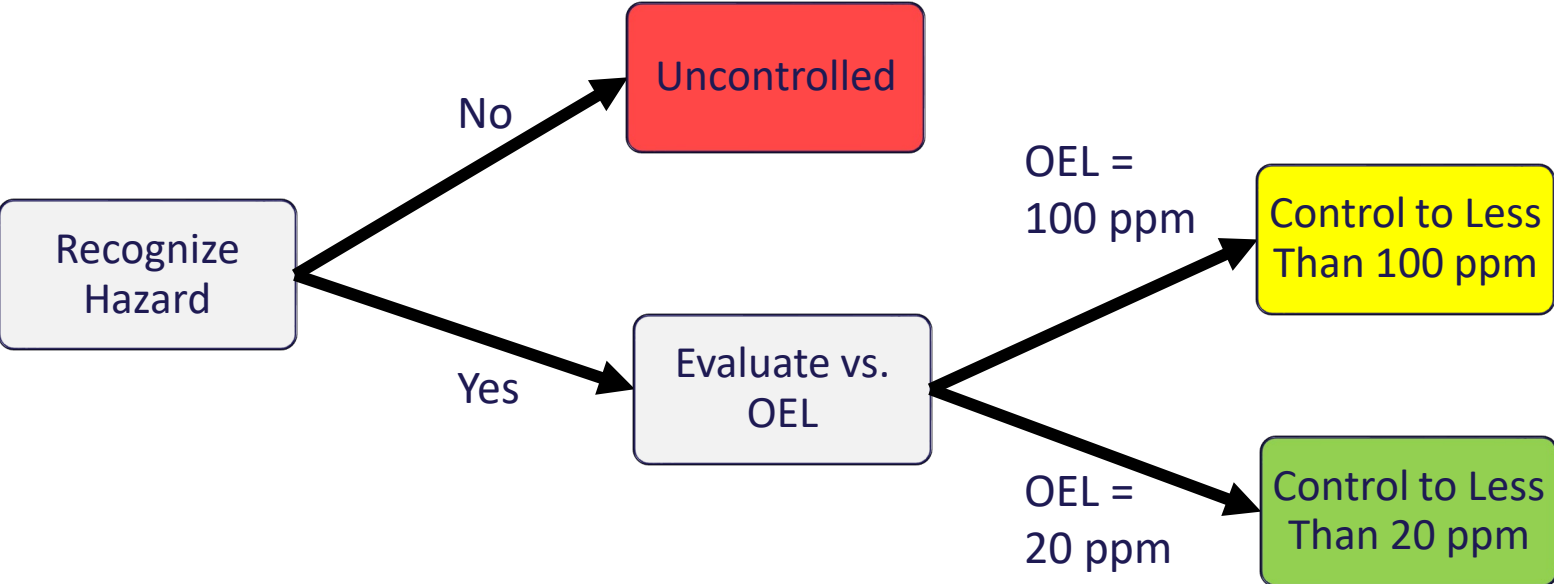 Recognize
Hazard
No
Uncontrolled
Yes
Evaluate vs.
OEL
OEL =
100 ppm
Control to Less
Than 100 ppm
OEL =
20 ppm
Control to Less
Than 20 ppm